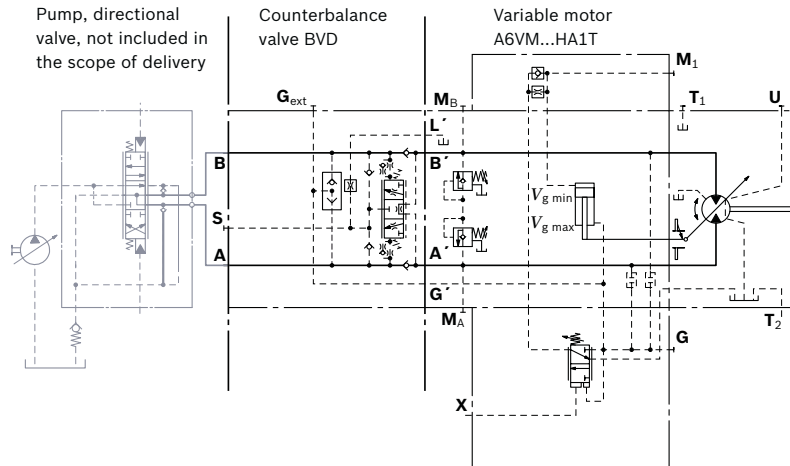 Pump, directional
valve, not included in
the scope of delivery
Counterbalance
valve BVD
Variable motor
A6VM...HA1T
M1
Gext
MB
T1
U
L´
B
B´
Vg min
S
Vg max
A
A´
G´
MA
T2
G
X